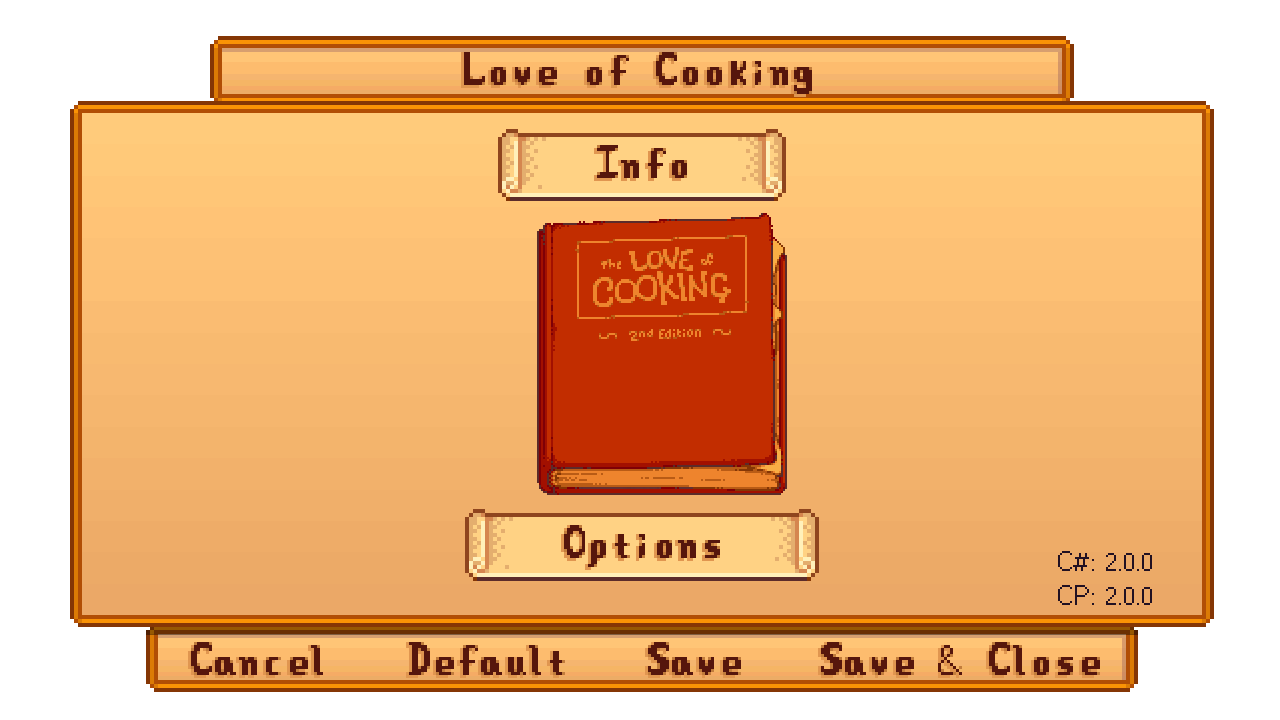 Love of Cooking
Info
The LOVE of
COOKING
2nd Edition
Options
C#: 2.0.0
CP: 2.0.0
Cancel Default Save Save & Close